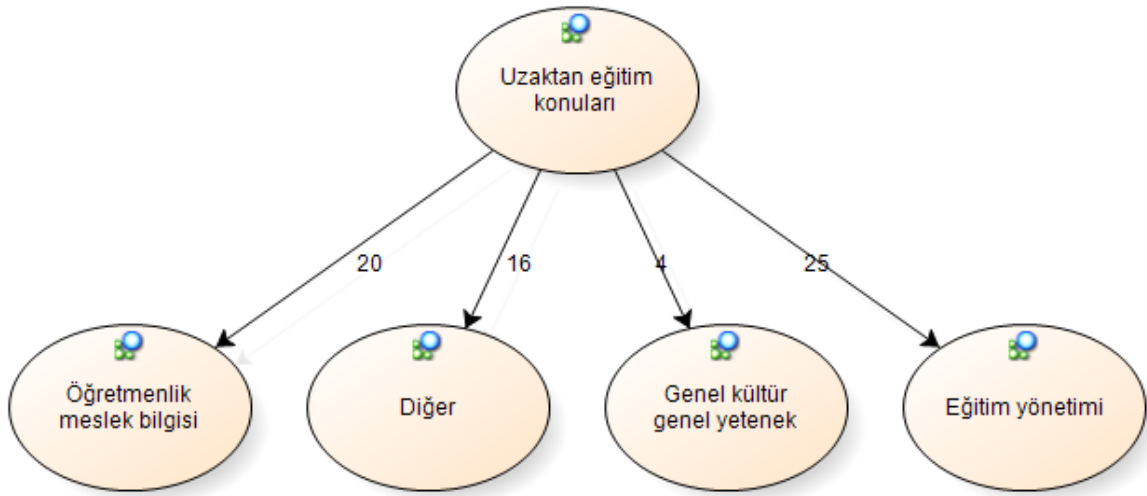 Uzaktan eğitim
konuları
20
16
4
25
Öğretmenlik
meslek bilgisi
Diğer
Genel kültür
genel yetenek
Eğitim yönetimi